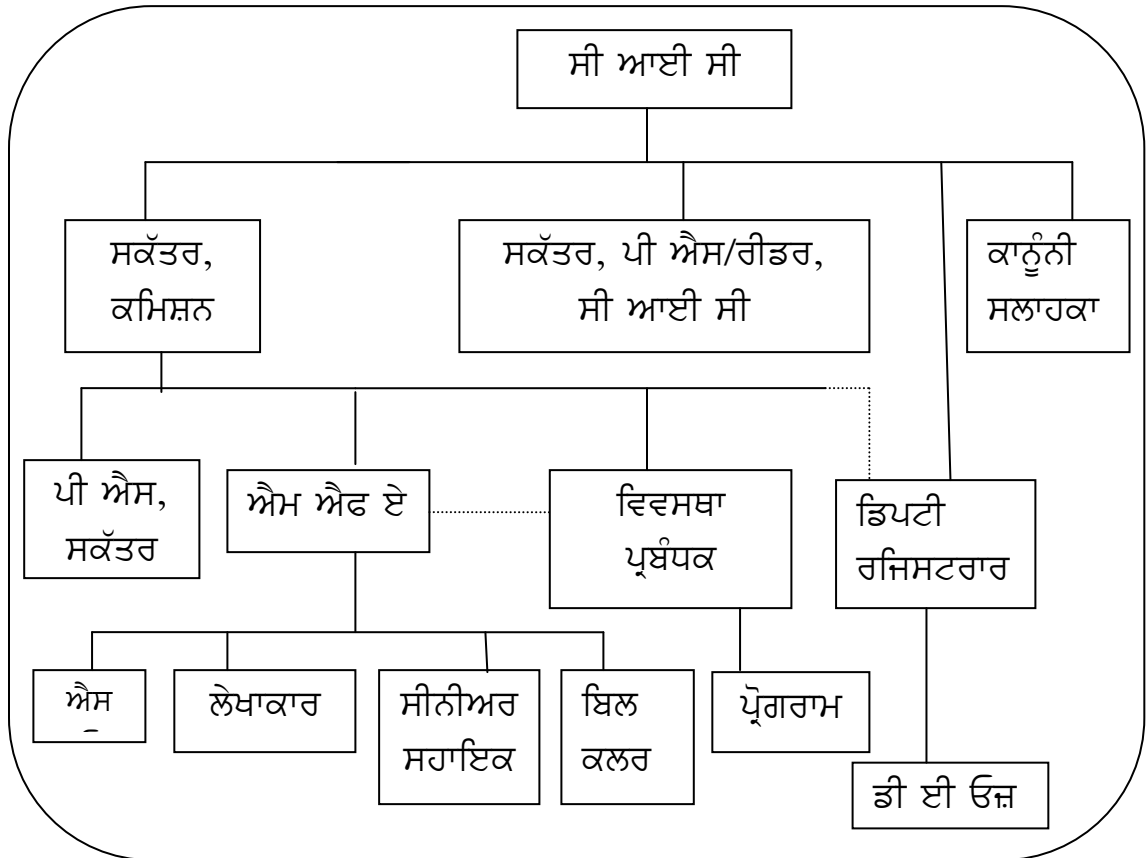 ਸੀ ਆਈ ਸੀ
ਸਕੱਤਰ,
ਕਮਿਸ਼ਨ
ਸਕੱਤਰ, ਪੀ ਐਸ/ਰੀਡਰ,
ਸੀ ਆਈ ਸੀ
ਕਾਨੂੰਨੀ
ਸਲਾਹਕਾ
ਪੀ ਐਸ,
ਸਕੱਤਰ
ਐਮ ਐਫ ਏ
ਵਿਵਸਥਾ
ਪ੍ਰਬੰਧਕ
ਡਿਪਟੀ
ਰਜਿਸਟਰਾਰ
ਐਸ
ਲੇਖਾਕਾਰ
ਸੀਨੀਅਰ
ਸਹਾਇਕ
ਬਿਲ
ਕਲਰ
ਪ੍ਰੋਗਰਾਮ
ਡੀ ਈ ਓਜ਼